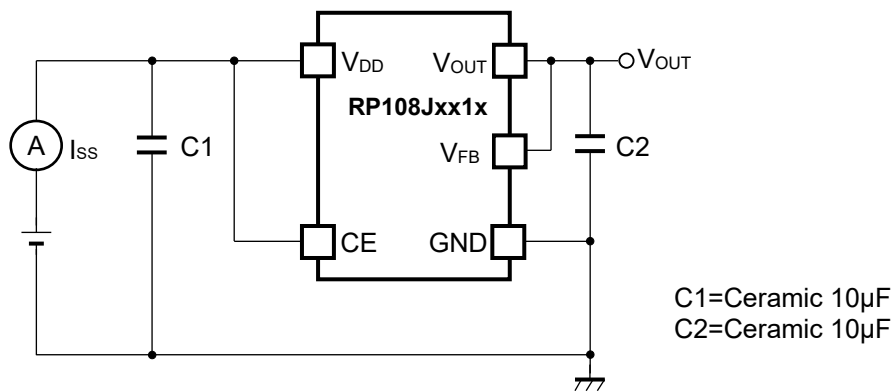 VDD
VOUT
VOUT
RP108Jxx1x
A
ISS
C1
VFB
C2
CE
GND
C1=Ceramic 10µF
C2=Ceramic 10µF